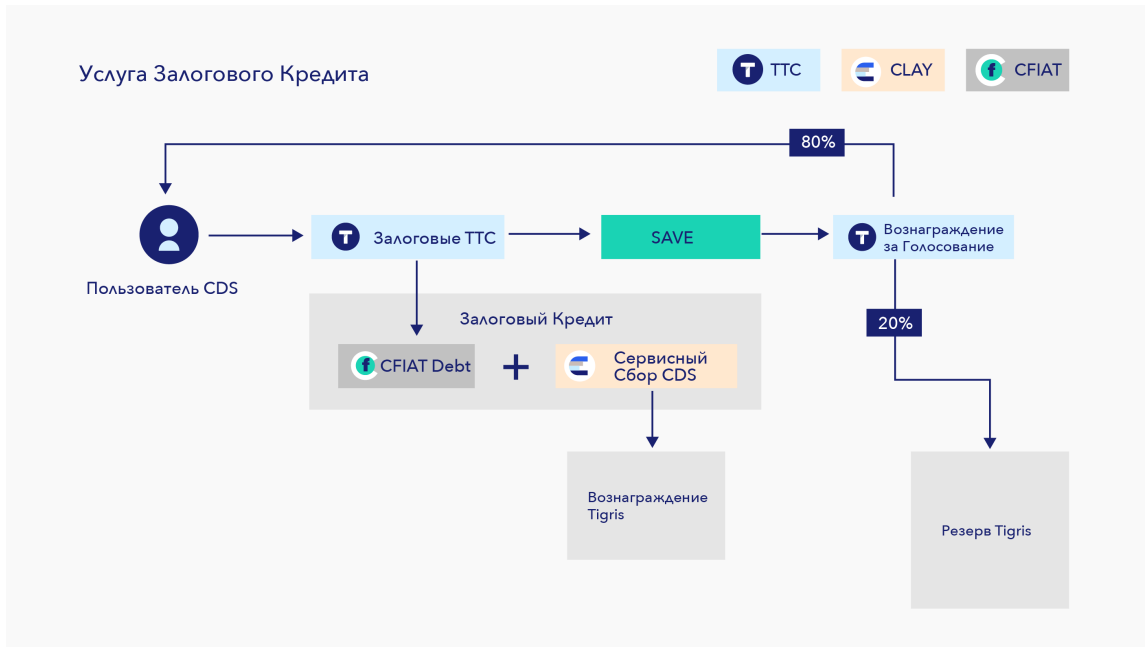 Услуга Залогового Кредита
TTC
CLAY
CFIAT
80%
Залоговые TTC
SAVE
Вознаграждение
за Голосование
Пользователь CDS
20%
Залоговый Кредит
CFIAT Debt
+
Сервисный
Сбор CDS
Вознаграждение
Tigris
Резерв Tigris